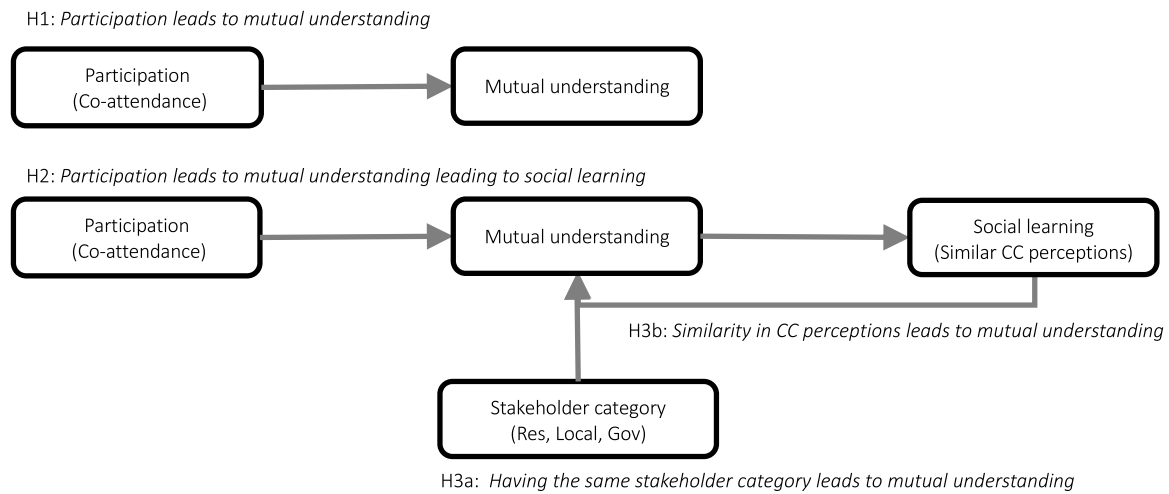 H1: Participation leads to mutual understanding
Participation
(Co-attendance)
Mutual understanding
H2: Participation leads to mutual understanding leading to social learning
Participation
(Co-attendance)
Mutual understanding
Social learning
(Similar CC perceptions)
H3b: Similarity in CC perceptions leads to mutual understanding
Stakeholder category
(Res, Local, Gov)
H3a: Having the same stakeholder category leads to mutual understanding